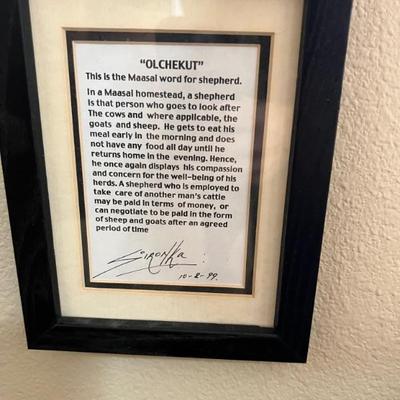 “OLCHEKUT”
This is the Maasal word for shepherd.
In a Maasal homestead, a shepherd
is that person who goes to look after
The cows and where applicable, the
goats and sheep. He gets to eat his
meal early in the morning and does
not have any food all day until he
returns home in the evening. Hence,
he once again displays his compassion
and concern for the well-being of his
herds. A shepherd who is employed to
take care of another man's cattle
may be paid in terms of money, or
can negotiate to be paid in the form
of sheep and goats after an agreed
period of time
SIRONKA
10-2-99.